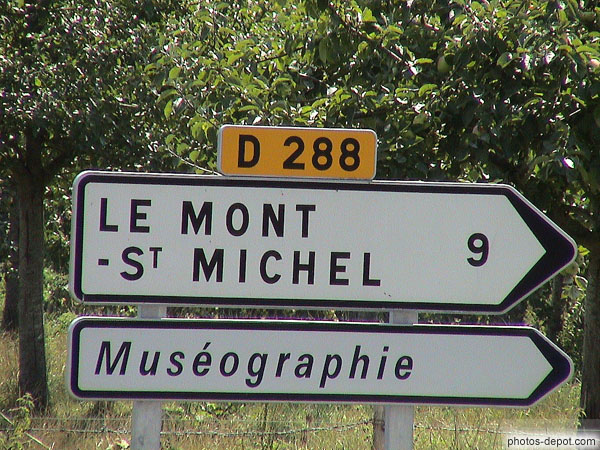 D 288
LE MONT
-ST MICHEL 9
Muséographie
photos-depot.com